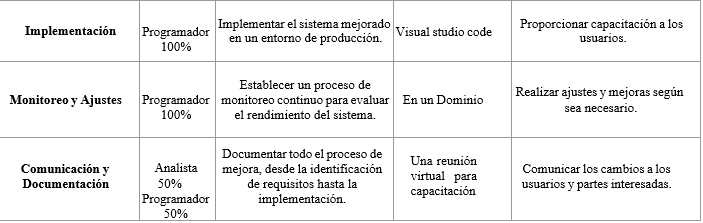 Implementación
Programador
100%
Implementar el sistema mejorado
en un entorno de producción.
Visual studio code
Proporcionar capacitación a los
usuarios.
Monitoreo y Ajustes
Programador
100%
Establecer un proceso de
monitoreo continuo para evaluar
el rendimiento del sistema.
En un Dominio
Realizar ajustes y mejoras según
sea necesario.
Comunicación y
Documentación
Analista
50%
Programador
50%
Documentar todo el proceso de
mejora, desde la identificación
de requisitos hasta la
implementación.
Una reunión
virtual para
capacitación
Comunicar los cambios a los
usuarios y partes interesadas.